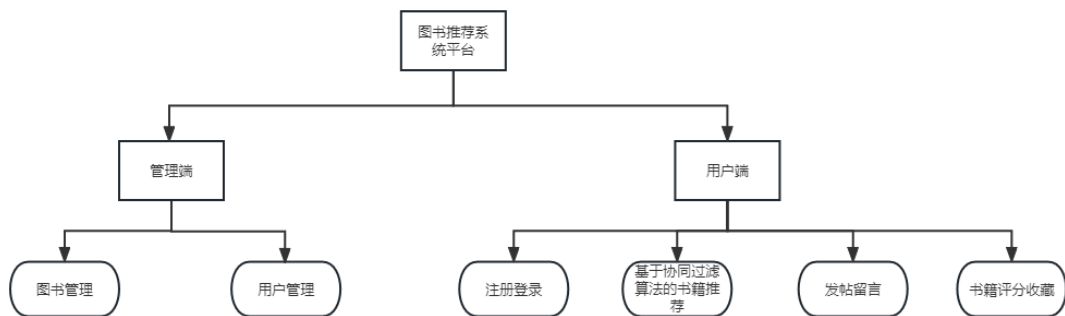 图书推荐系
统平台
管理端
用户端
图书管理
用户管理
注册登录
基于协同过滤
算法的书籍推
荐
发帖留言
书籍评分收藏